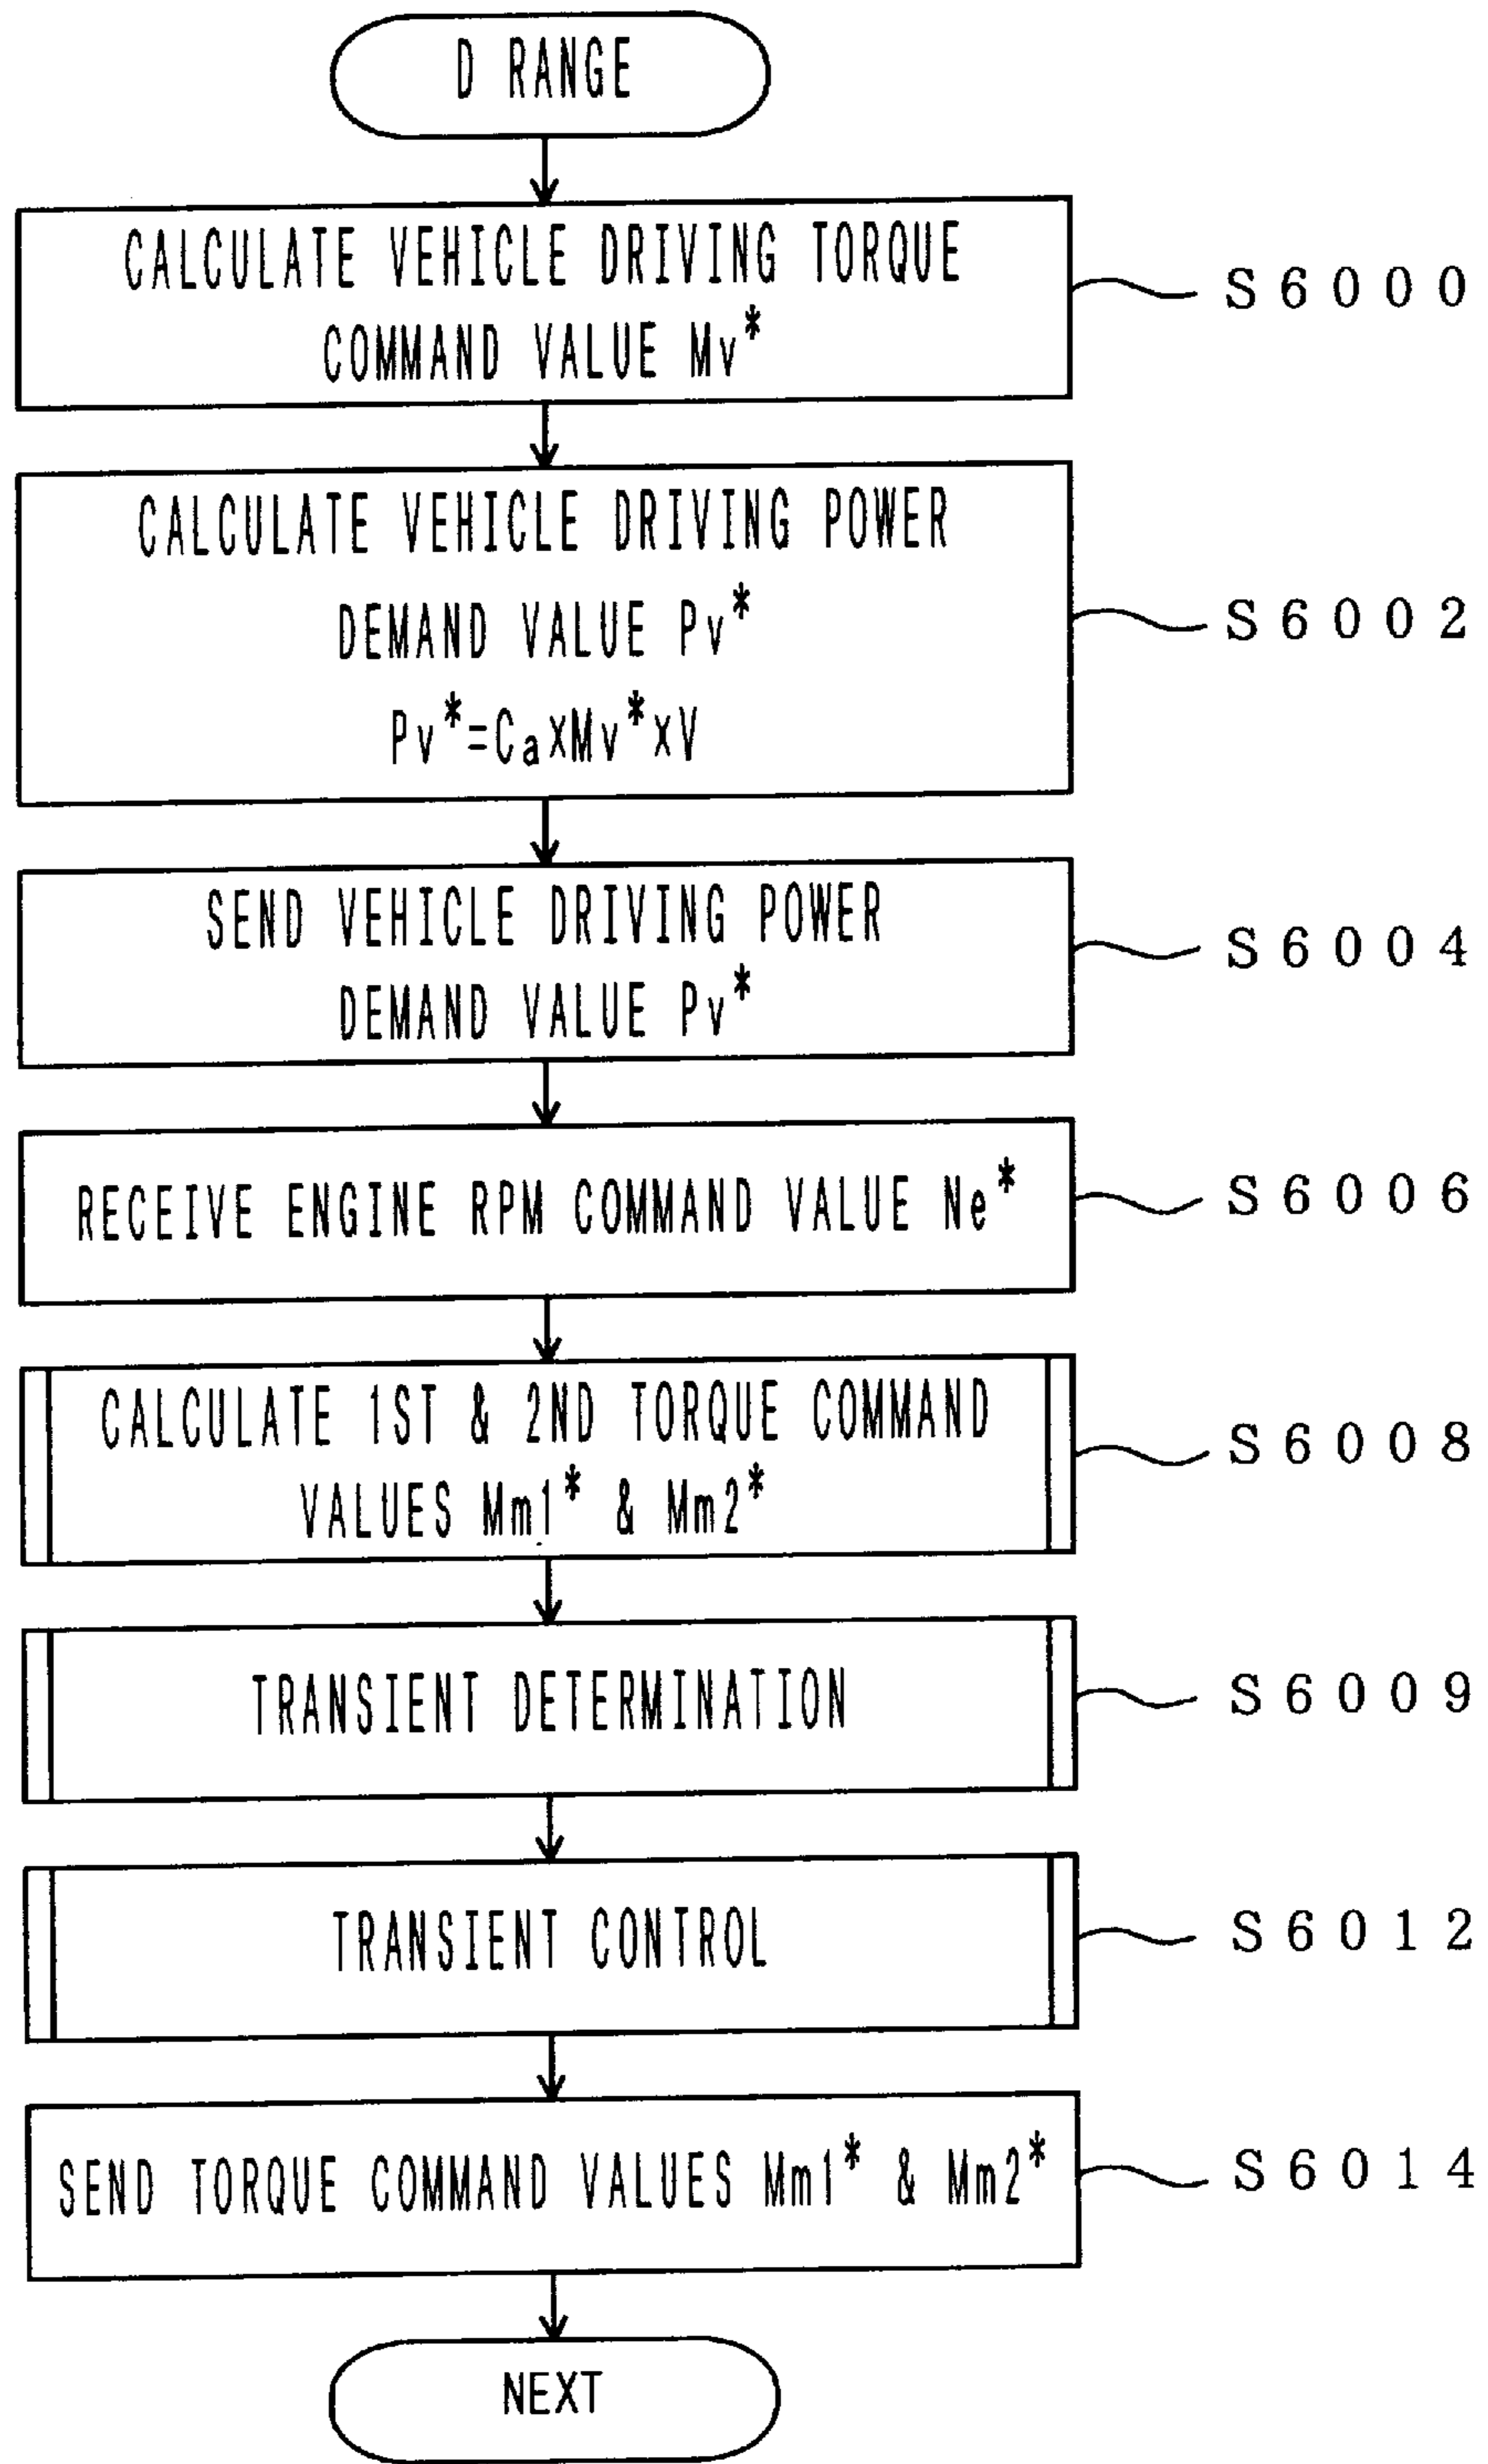 D RANGE
CALCULATE VEHICLE DRIVING TORQUE
COMMAND VALUE Mv*
S6000
CALCULATE VEHICLE DRIVING POWER
DEMAND VALUE Pv*
Pv*=CaxMv*xV
S6002
SEND VEHICLE DRIVING POWER
DEMAND VALUE Pv*
S6004
RECEIVE ENGINE RPM COMMAND VALUE Ne*
S6006
CALCULATE 1ST & 2ND TORQUE COMMAND
VALUES Mm1* & Mm2*
S6008
TRANSIENT DETERMINATION
S6009
TRANSIENT CONTROL
S6012
SEND TORQUE COMMAND VALUES Mm1* & Mm2*
S6014
NEXT